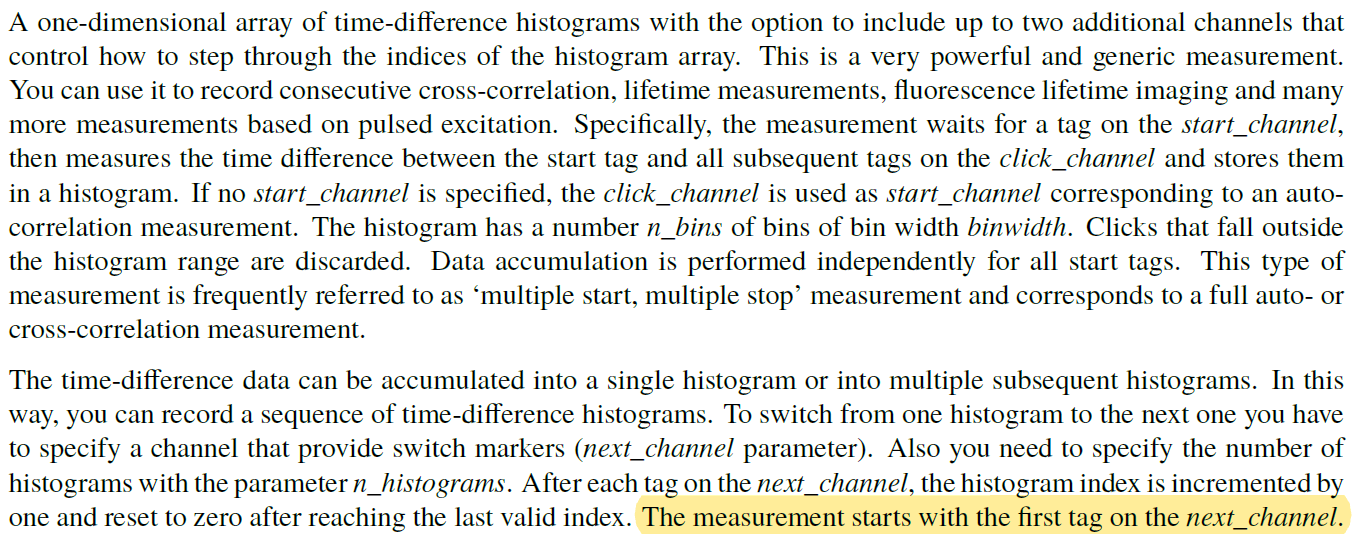 A one-dimensional array of time-difference histograms with the option to include up to two additional channels that
control how to step through the indices of the histogram array. This is a very powerful and generic measurement.
You can use it to record consecutive cross-correlation, lifetime measurements, fluorescence lifetime imaging and many
more measurements based on pulsed excitation. Specifically, the measurement waits for a tag on the start_channel,
then measures the time difference between the start tag and all subsequent tags on the click_channel and stores them
in a histogram. If no start_channel is specified, the click_channel is used as start_channel corresponding to an auto-
correlation measurement. The histogram has a number n_bins of bins of bin width binwidth. Clicks that fall outside
the histogram range are discarded. Data accumulation is performed independently for all start tags. This type of
measurement is frequently referred to as ‘multiple start, multiple stop’ measurement and corresponds to a full auto- or
cross-correlation measurement.
The time-difference data can be accumulated into a single histogram or into multiple subsequent histograms. In this
way, you can record a sequence of time-difference histograms. To switch from one histogram to the next one you have
to specify a channel that provide switch markers (next_channel parameter). Also you need to specify the number of
histograms with the parameter n_histograms. After each tag on the next_channel, the histogram index is incremented by
one and reset to zero after reaching the last valid index. The measurement starts with the first tag on the next_channel.